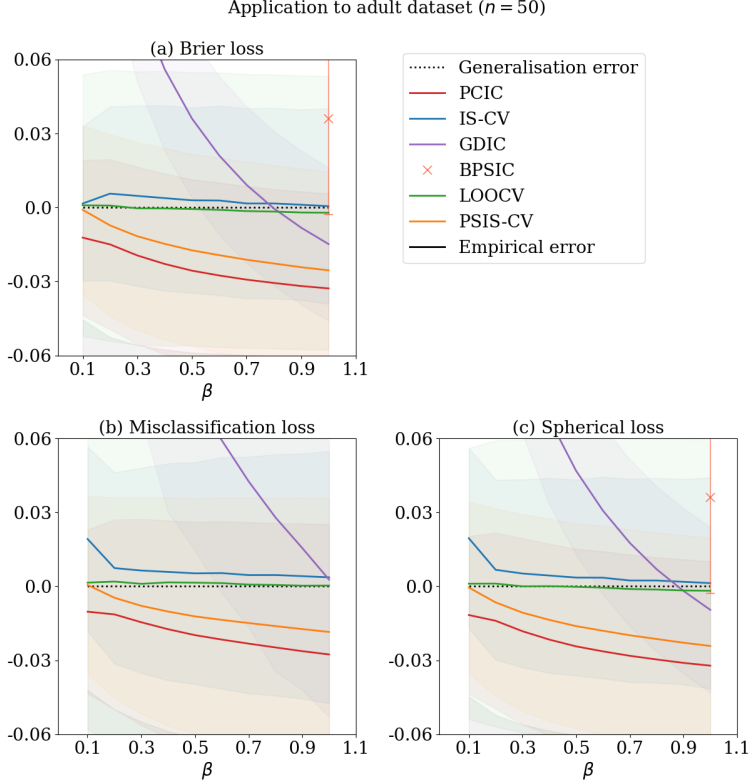 Application to adult dataset (n = 50)
(a) Brier loss
0.06
0.03
0.0
-0.03
-0.06
0.1 0.3 0.5 0.7 0.9 1.1
β
Generalisation error
PCIC
IS-CV
GDIC
BPSIC
LOOCV
PSIS-CV
Empirical error
(b) Misclassification loss
0.06
0.03
0.0
-0.03
-0.06
0.1 0.3 0.5 0.7 0.9 1.1
β
(c) Spherical loss
0.06
0.03
0.0
-0.03
-0.06
0.1 0.3 0.5 0.7 0.9 1.1
β